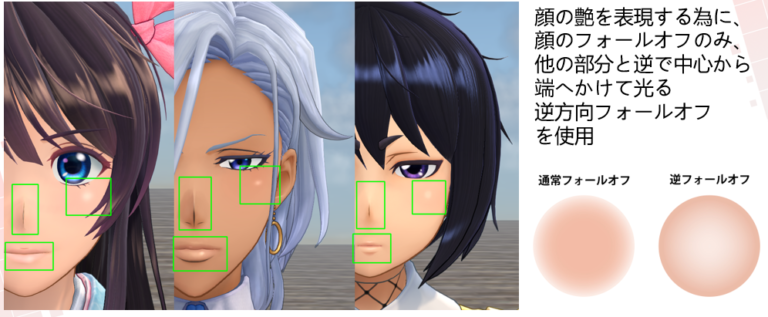 顔の艶を表現する為に、
顔のフォールオフのみ、
他の部分と逆で中心から
端へかけて光る
逆方向フォールオフ
を使用
通常フォールオフ
逆フォールオフ